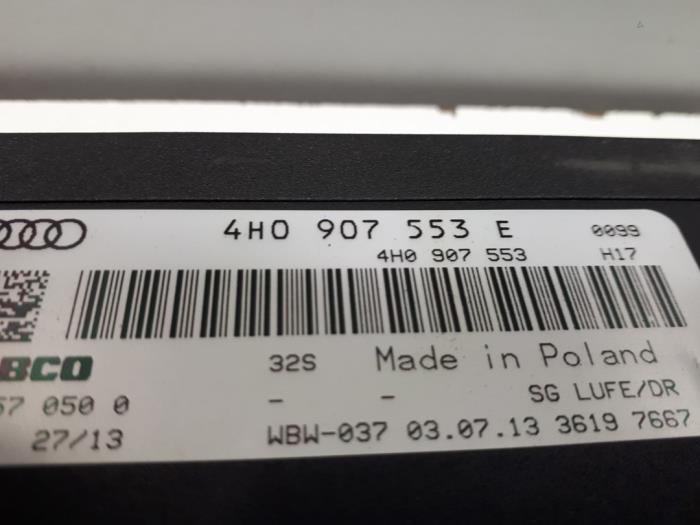 4H0 907 553 E 0099
4H0 907 553 H17
32S Made in Poland
050 0 - - SG LUFE/DR
27/13 WBW-037 03.07.13 3619 7667